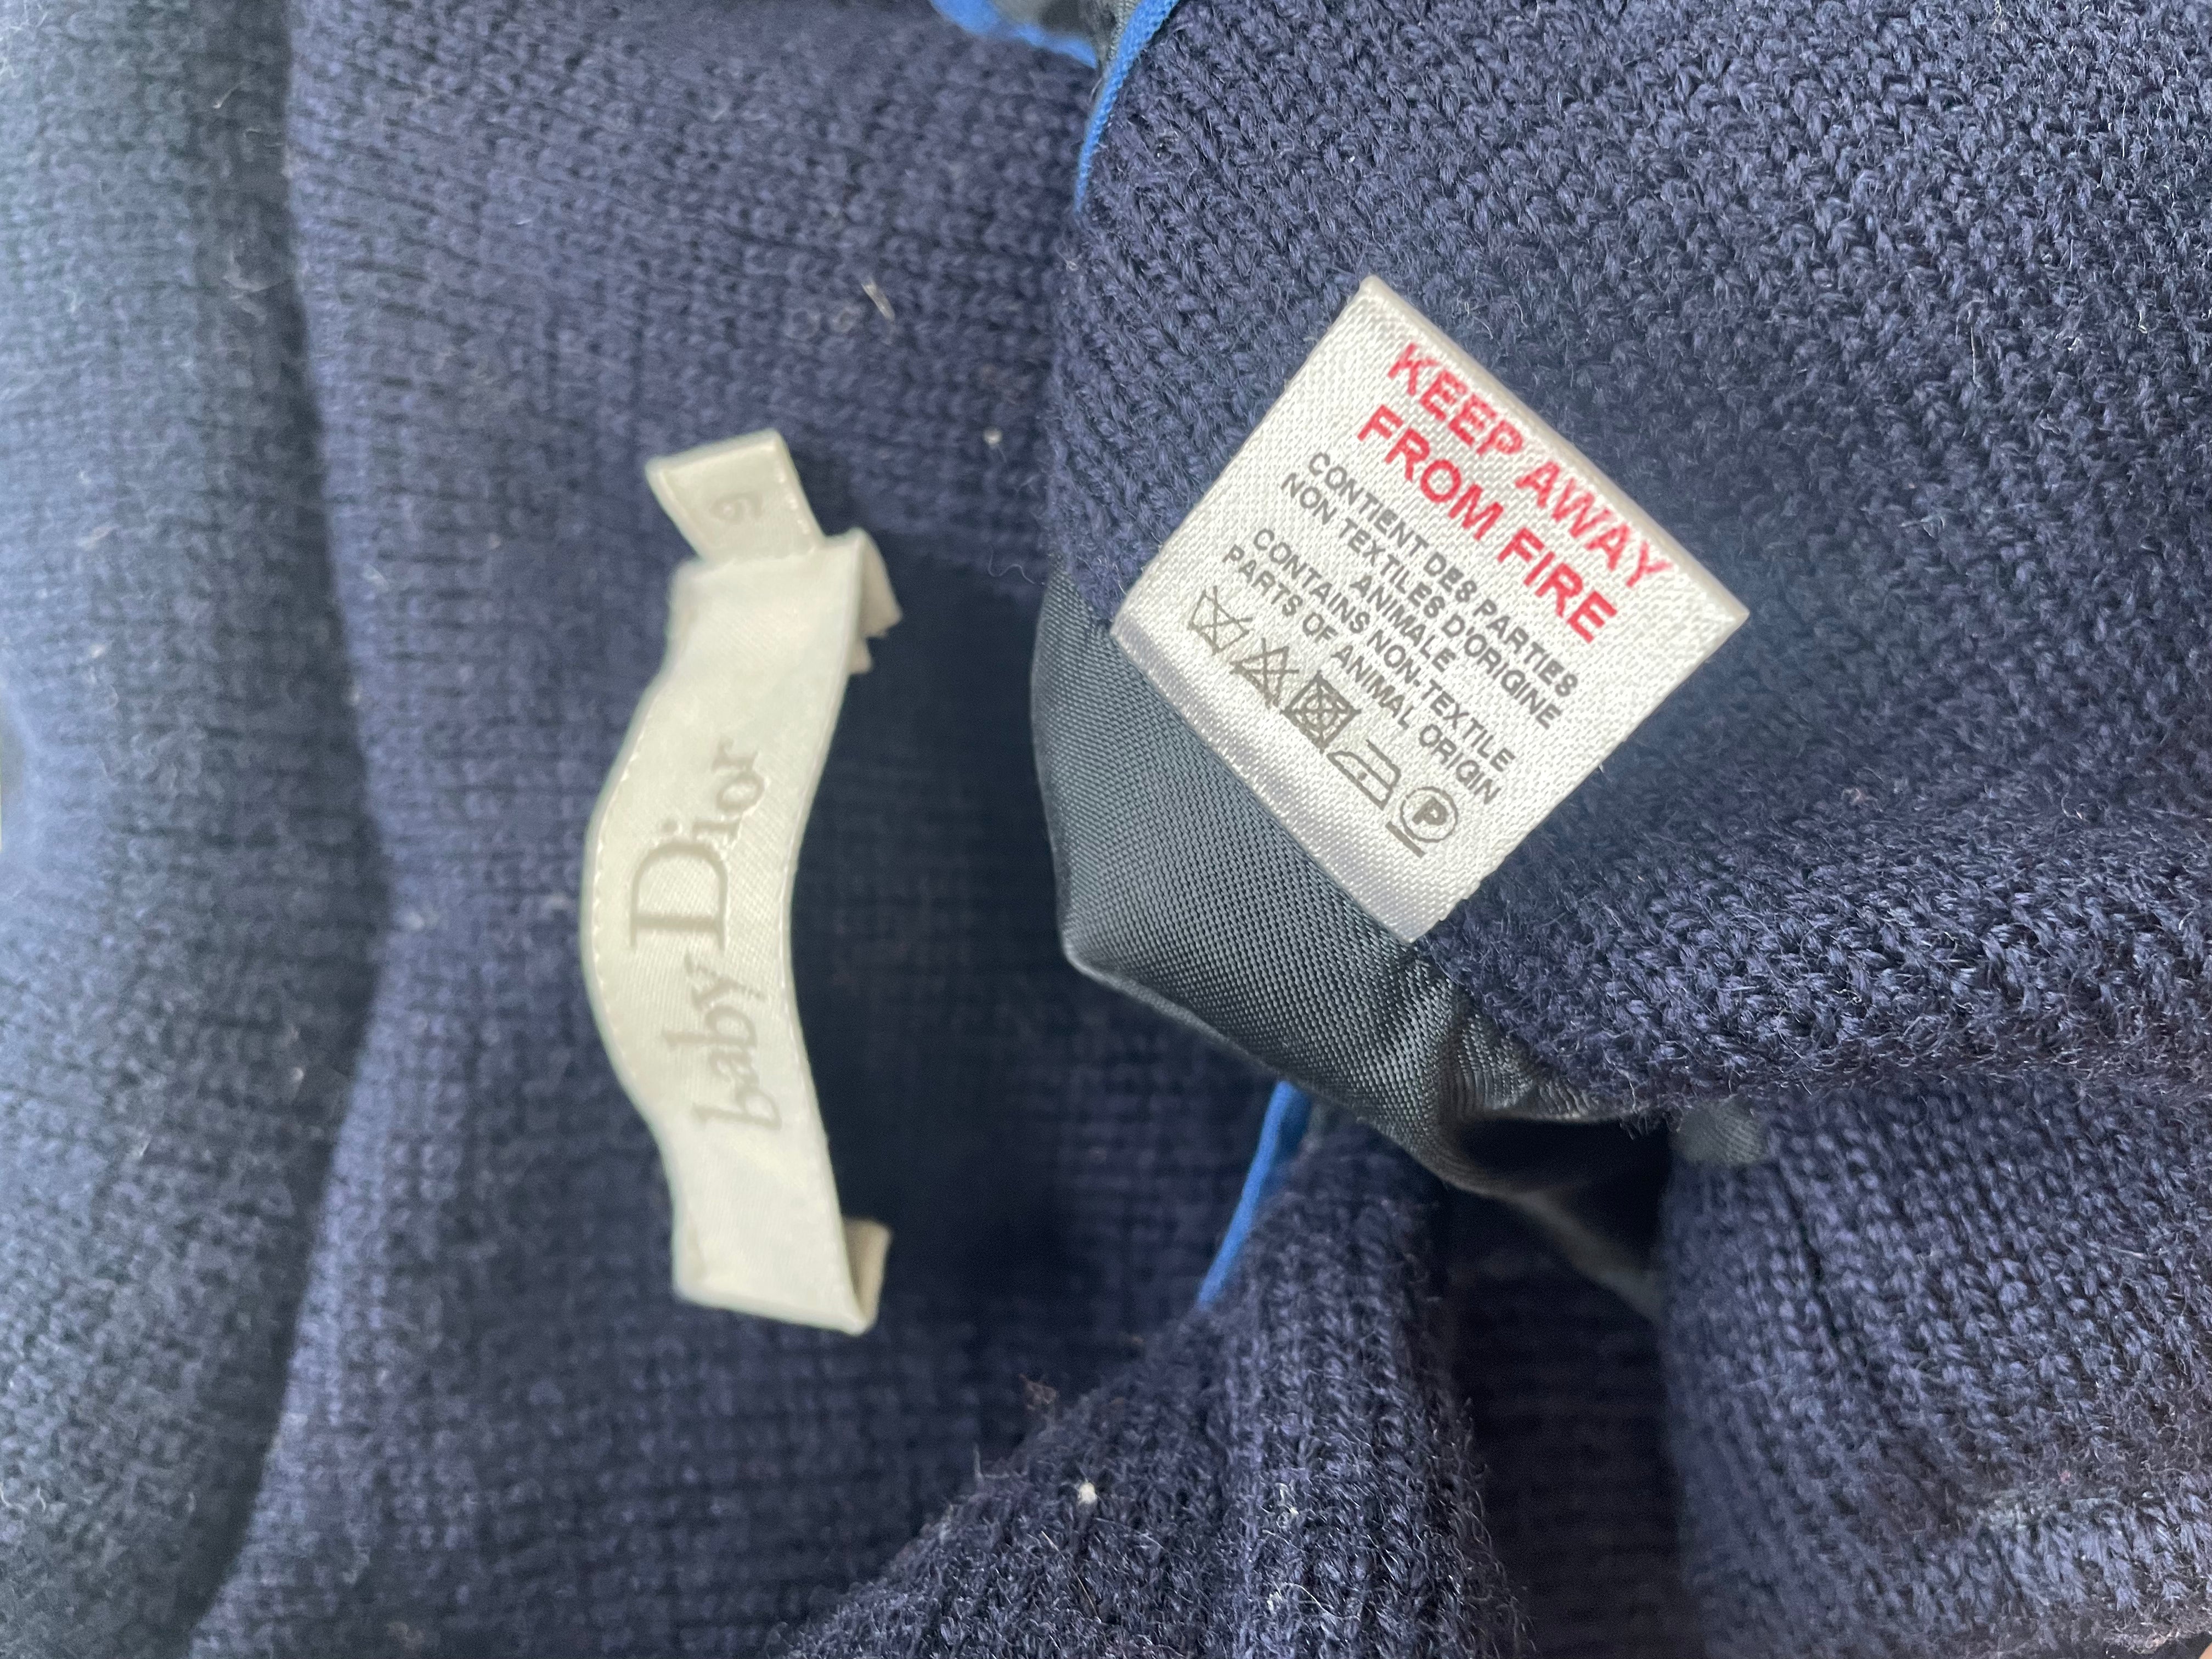 baby Dior
KEEP AWAY
FROM FIRE
CONTIENT DES PARTIES
NON TEXTILES D'ORIGINE
ANIMALE
CONTAINS NON-TEXTILE
PARTS OF ANIMAL ORIGIN
P